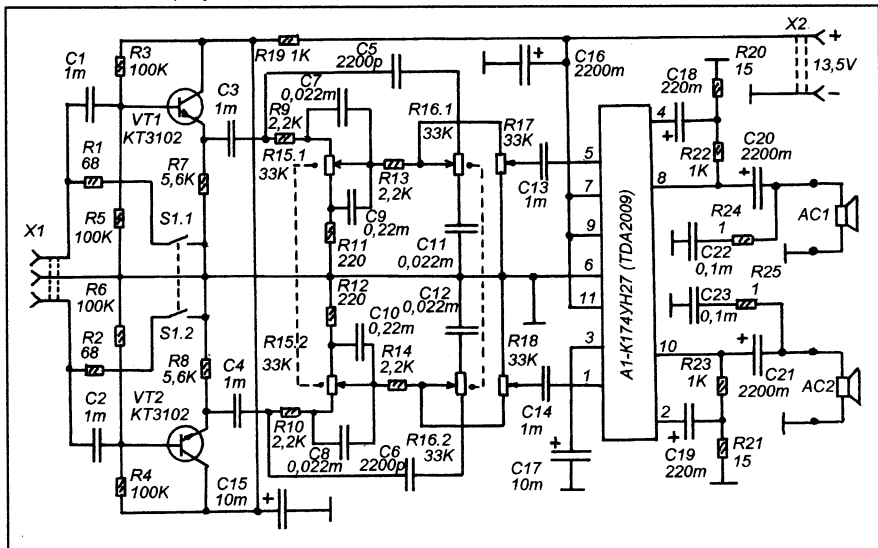 C1
1m
R3
100K
VT1
KT3102
R1
68
R7
5,6K
R5
100K
S1.1
X1
R6
100K
R2
68
S1.2
R8
5,6K
VT2
KT3102
C2
1m
R4
100K
C15
10m
C3
1m
C4
1m
R19 1K
C5
2200p
C7
0,022m
R9
2,2K
R15.1
33K
R13
2,2K
R16.1
33K
C9
0,22m
R11
220
C11
0,022m
R12
220
C10
0,22m
C12
0,022m
R15.2
33K
R14
2,2K
R10
2,2K
C8
0,022m
C6
2200p
R16.2
33K
R17
33K
R18
33K
C13
1m
C14
1m
+
C16
2200m
+
C17
10m
+
5
7
9
6
11
3
1
A1-К174УН27 (TDA2009)
4
8
10
2
C18
220m
+
R20
15
R22
1K
C20
2200m
+
R24
1
C22
0,1m
AC1
R25
1
C23
0,1m
R23
1K
C21
2200m
+
AC2
C19
220m
+
R21
15
X2
+
13,5V
−